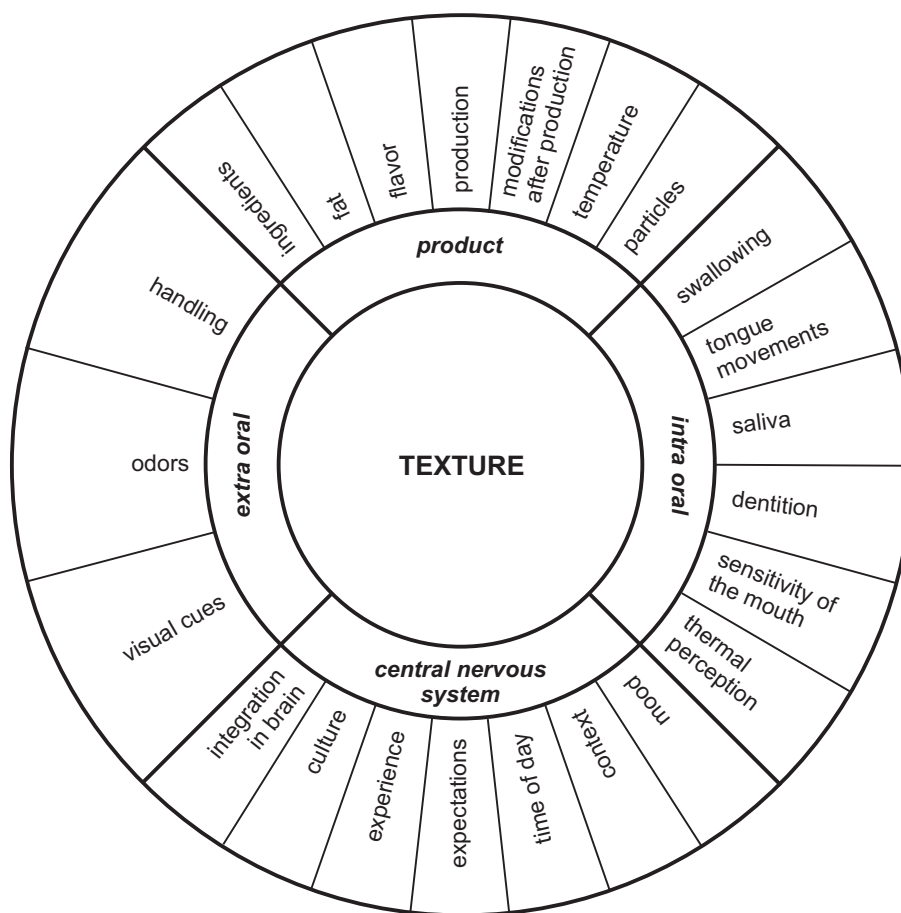 ingredients
fat
flavor
production
modifications
after production
temperature
particles
product
swallowing
tongue
movements
saliva
dentition
sensitivity of
the mouth
thermal
perception
intra oral
mood
context
time of day
expectations
experience
culture
integration
in brain
central nervous
system
visual cues
odors
handling
extra oral
TEXTURE